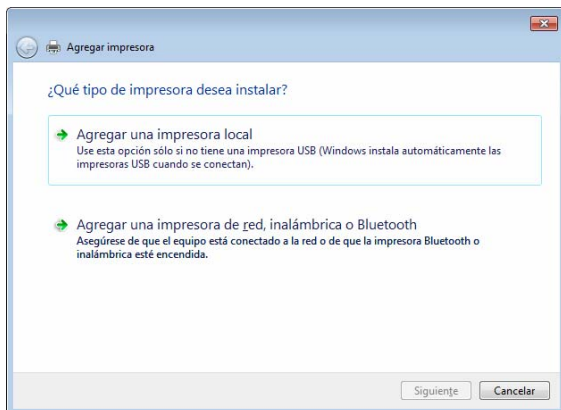 Agregar impresora
¿Qué tipo de impresora desea instalar?
Agregar una impresora local
Use esta opción sólo si no tiene una impresora USB (Windows instala automáticamente las
impresoras USB cuando se conectan).
Agregar una impresora de red, inalámbrica o Bluetooth
Asegúrese de que el equipo está conectado a la red o de que la impresora Bluetooth o
inalámbrica esté encendida.
Siguiente Cancelar